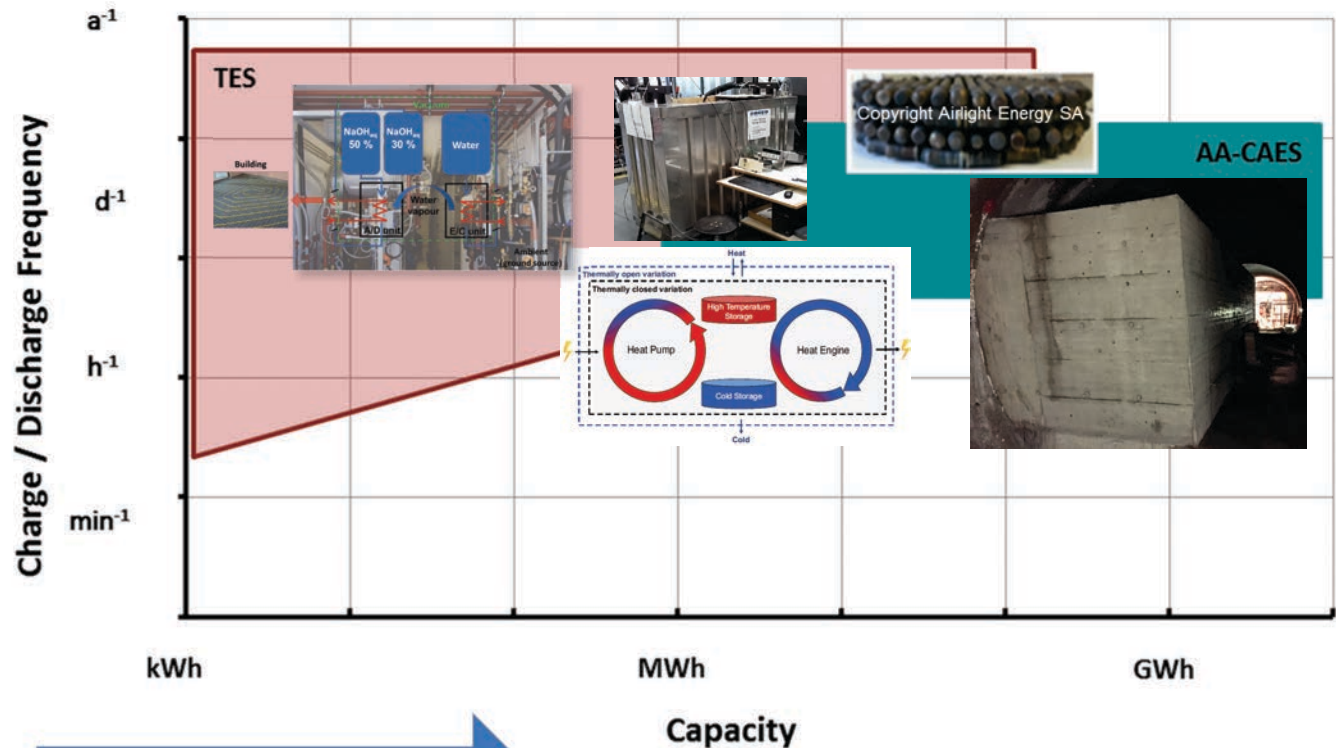 a-1
TES
Vacuum
NaOHaq
50 %
NaOHaq
30 %
Water
Building
Water
vapour
A/D unit
E/C unit
Ambient
(ground source)
Copyright Airlight Energy SA
AA-CAES
d-1
Heat
Thermally open variation
Thermally closed variation
High Temperature
Storage
Heat Pump
Heat Engine
Cold Storage
Cold
h-1
min-1
Charge / Discharge Frequency
kWh
MWh
GWh
Capacity